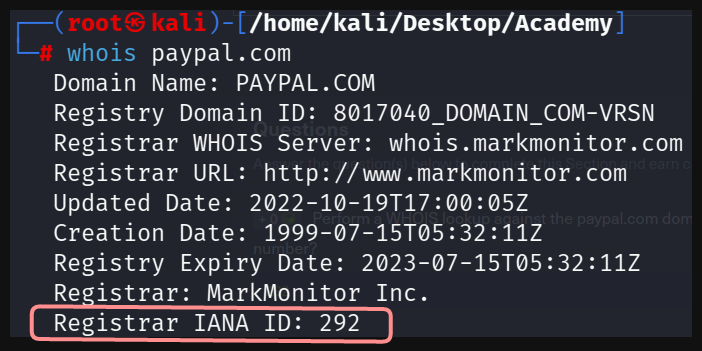 ┌──(root㉿kali)-[/home/kali/Desktop/Academy]
└─# whois paypal.com
Domain Name: PAYPAL.COM
Registry Domain ID: 8017040_DOMAIN_COM-VRSN
Registrar WHOIS Server: whois.markmonitor.com
Registrar URL: http://www.markmonitor.com
Questions
Answer the question(s) below to complete this Section and earn c
Updated Date: 2022-10-19T17:00:05Z
+ 0 Perform a WHOIS lookup against the paypal.com dom
Creation Date: 1999-07-15T05:32:11Z
number?
Registry Expiry Date: 2023-07-15T05:32:11Z
Registrar: MarkMonitor Inc.
Registrar IANA ID: 292